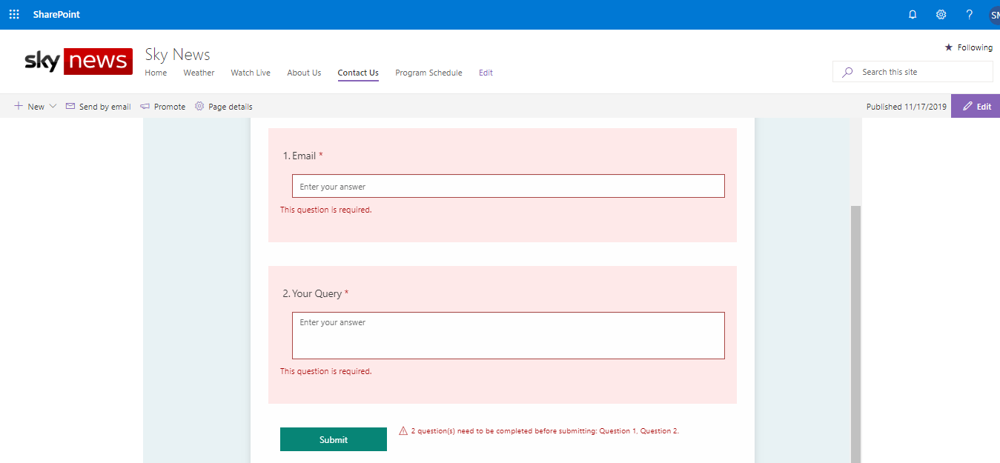 SharePoint
? SM
sky news
Sky News
Following
Home Weather Watch Live About Us Contact Us Program Schedule Edit
Search this site
New Send by email Promote Page details Published 11/17/2019 Edit
1. Email *
Enter your answer
This question is required.
2. Your Query *
Enter your answer
This question is required.
Submit
2 question(s) need to be completed before submitting: Question 1, Question 2.